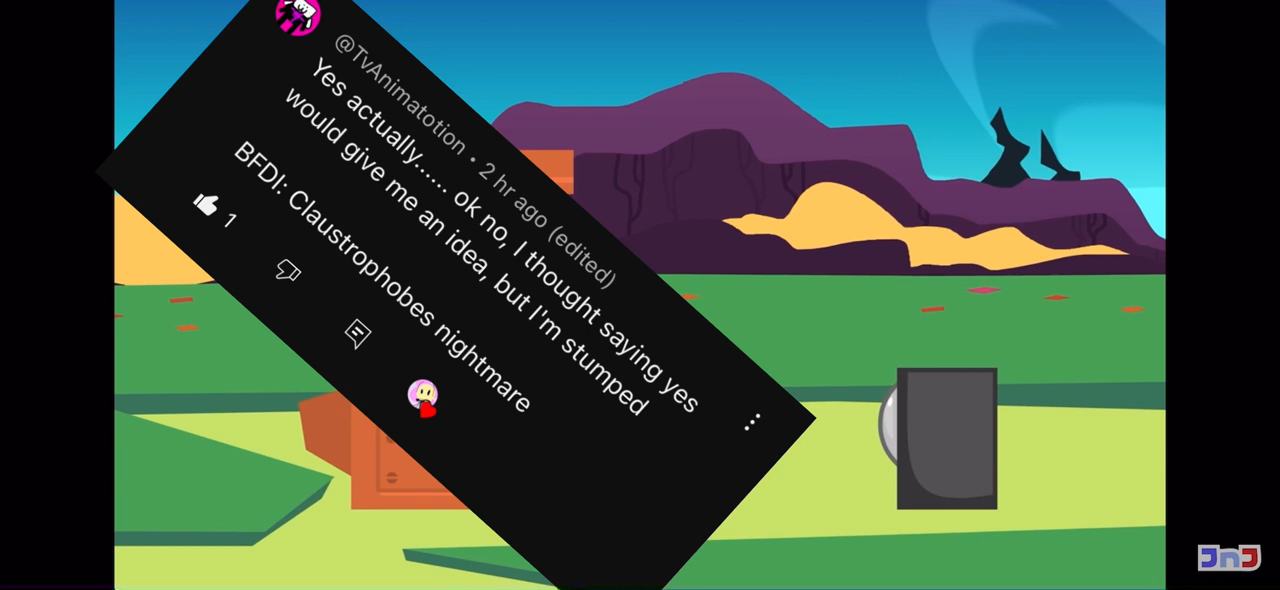 @TvAnimatotion • 2 hr ago (edited)
Yes actually...... ok no, I thought saying yes
would give me an idea, but I'm stumped
BFDI: Claustrophobes nightmare
1
JnJ